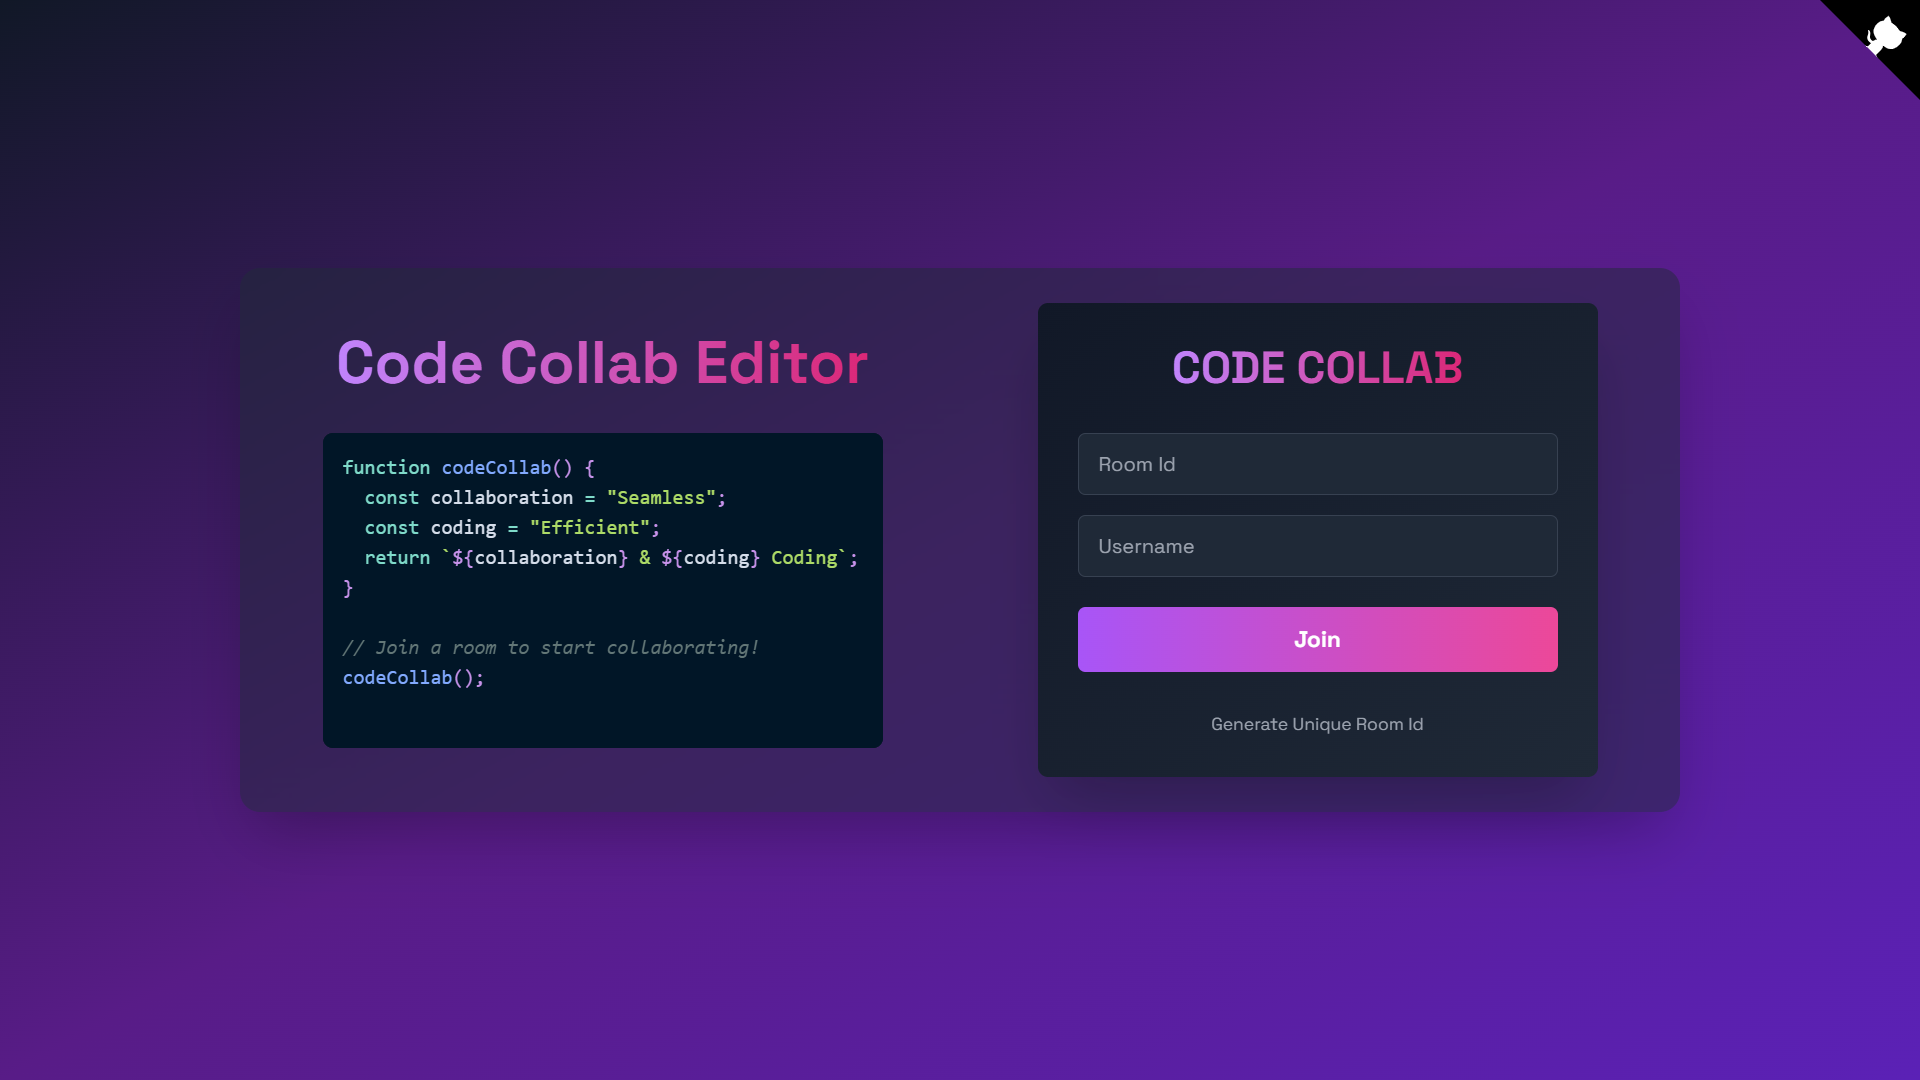 Code Collab Editor
function codeCollab() {
  const collaboration = "Seamless";
  const coding = "Efficient";
  return `${collaboration} & ${coding} Coding`;
}
// Join a room to start collaborating!
codeCollab();
CODE COLLAB
Room Id
Username
Join
Generate Unique Room Id